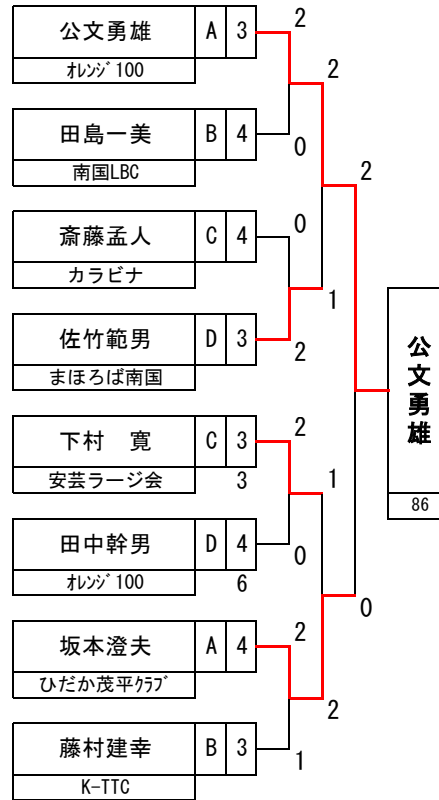 公文勇雄 A 3
ｵﾚﾝｼﾞ100
2
2
田島一美 B 4
南国LBC
0
2
斎藤孟人 C 4
カラビナ
0
1
佐竹範男 D 3
まほろば南国
2
公文勇雄
86
下村　寛 C 3
安芸ラージ会 3
2
1
田中幹男 D 4
ｵﾚﾝｼﾞ100 6
0
0
坂本澄夫 A 4
ひだか茂平ｸﾗﾌﾞ
2
2
藤村建幸 B 3
K-TTC
1